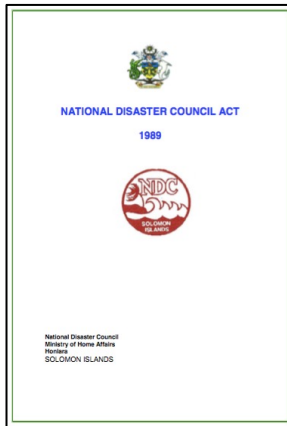 NATIONAL DISASTER COUNCIL ACT
1989
NDC
SOLOMON
ISLANDS
National Disaster Council
Ministry of Home Affairs
Honiara
SOLOMON ISLANDS